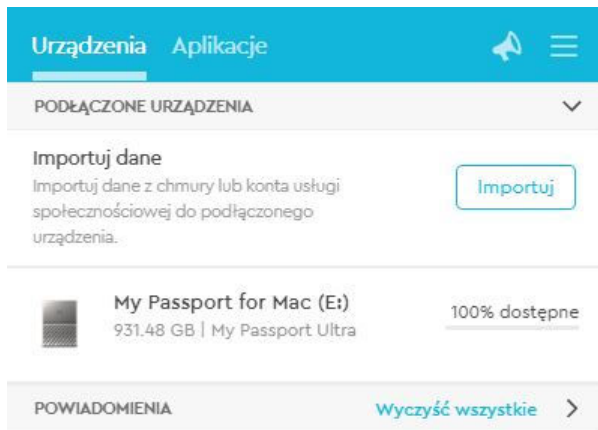 Urządzenia Aplikacje
PODŁĄCZONE URZĄDZENIA
Importuj dane
Importuj dane z chmury lub konta usługi
społecznościowej do podłączonego
urządzenia.
Importuj
My Passport for Mac (E:)
931.48 GB | My Passport Ultra
100% dostępne
POWIADOMIENIA Wyczyść wszystkie